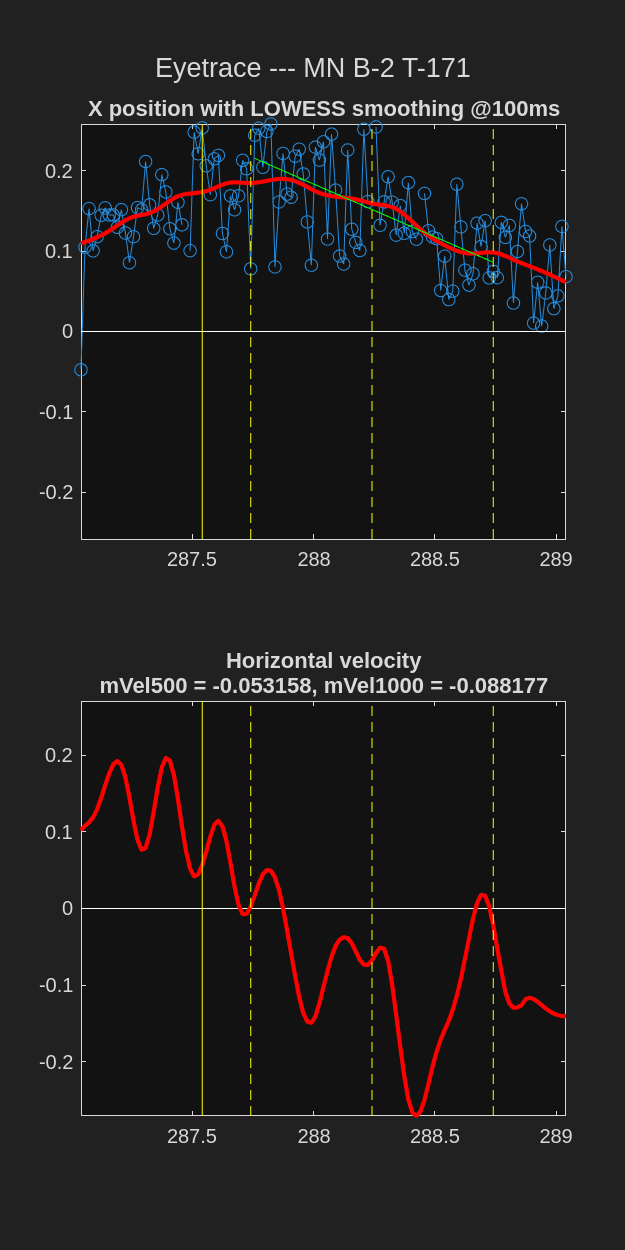 Eyetrace --- MN B-2 T-171
X position with LOWESS smoothing @100ms
0.2
0.1
0
-0.1
-0.2
287.5 288 288.5 289
Horizontal velocity
mVel500 = -0.053158, mVel1000 = -0.088177
0.2
0.1
0
-0.1
-0.2
287.5 288 288.5 289